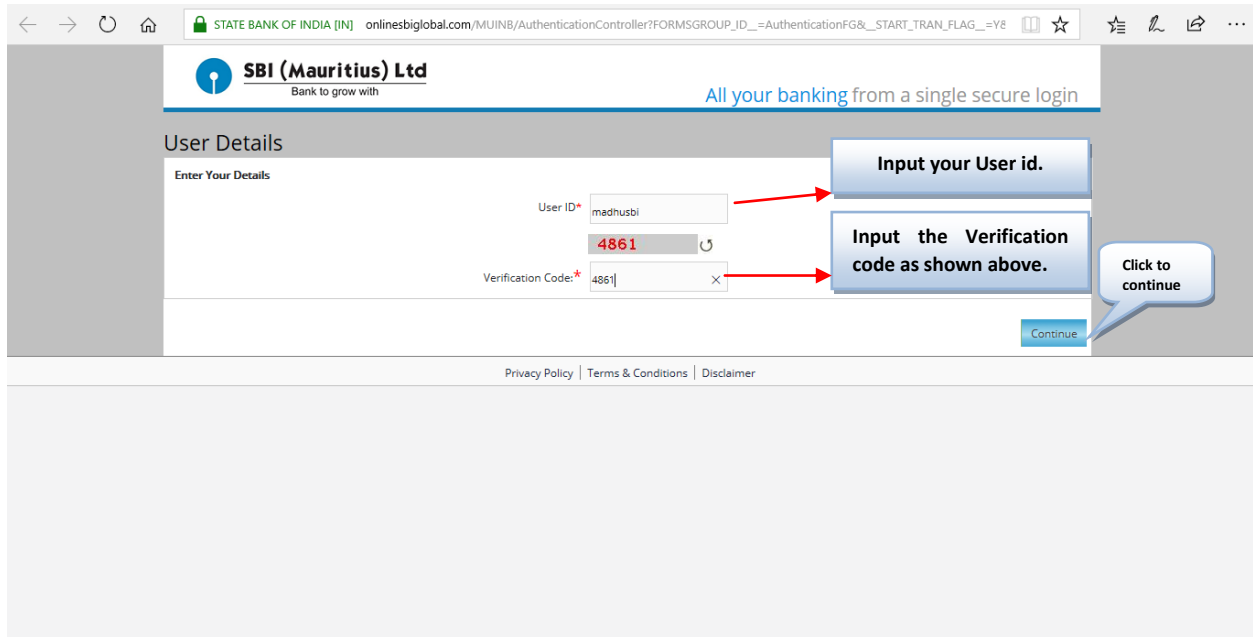 STATE BANK OF INDIA [IN] onlinesbiglobal.com/MUINB/AuthenticationController?FORMSGROUP_ID__=AuthenticationFG&__START_TRAN_FLAG__=Y&
SBI (Mauritius) Ltd
Bank to grow with
All your banking from a single secure login
User Details
Enter Your Details
Input your User id.
User ID* madhusbi
4861
Input the Verification
code as shown above.
Verification Code:* 4861
Click to
continue
Continue
Privacy Policy | Terms & Conditions | Disclaimer